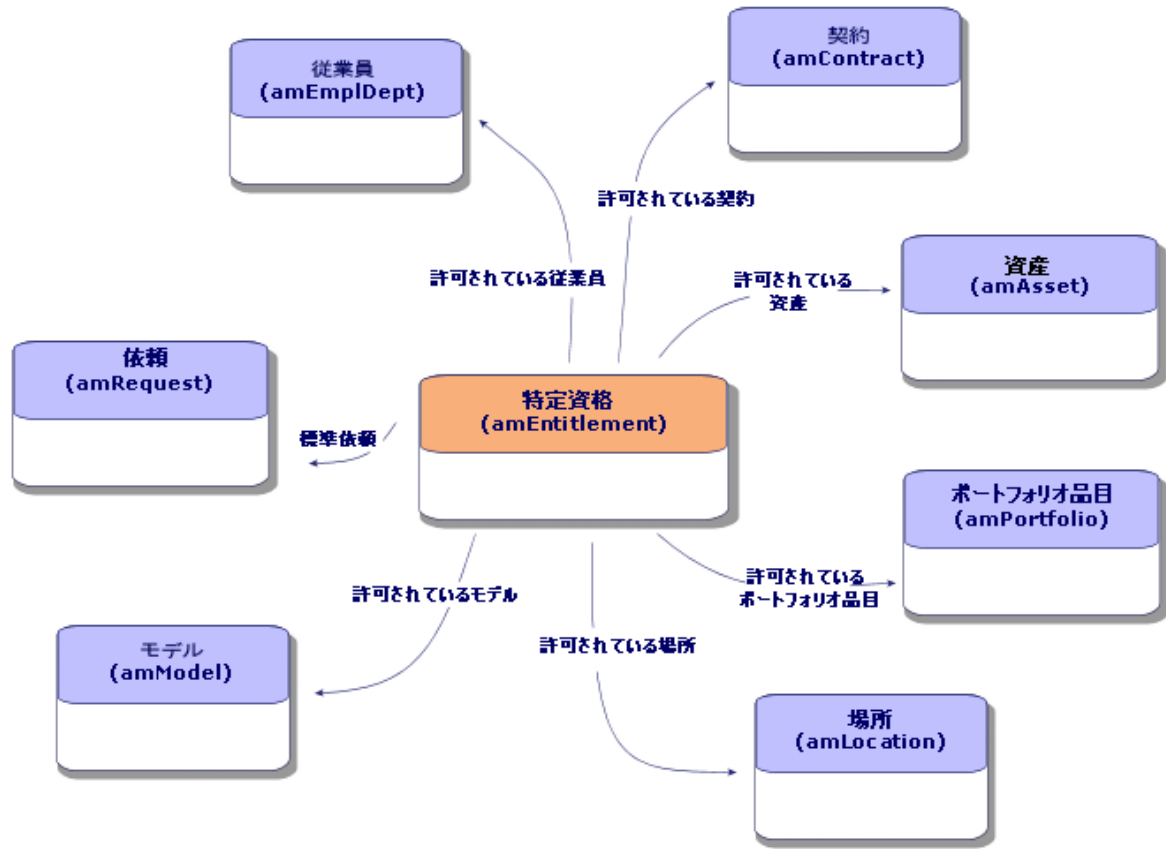 契約
(amContract)
従業員
(amEmplDept)
許可されている契約
許可されている従業員
資産
(amAsset)
許可されている
資産
依頼
(amRequest)
特定資格
(amEntitlement)
標準依頼
ポートフォリオ品目
(amPortfolio)
許可されている
ポートフォリオ品目
許可されているモデル
許可されている場所
モデル
(amModel)
場所
(amLocation)